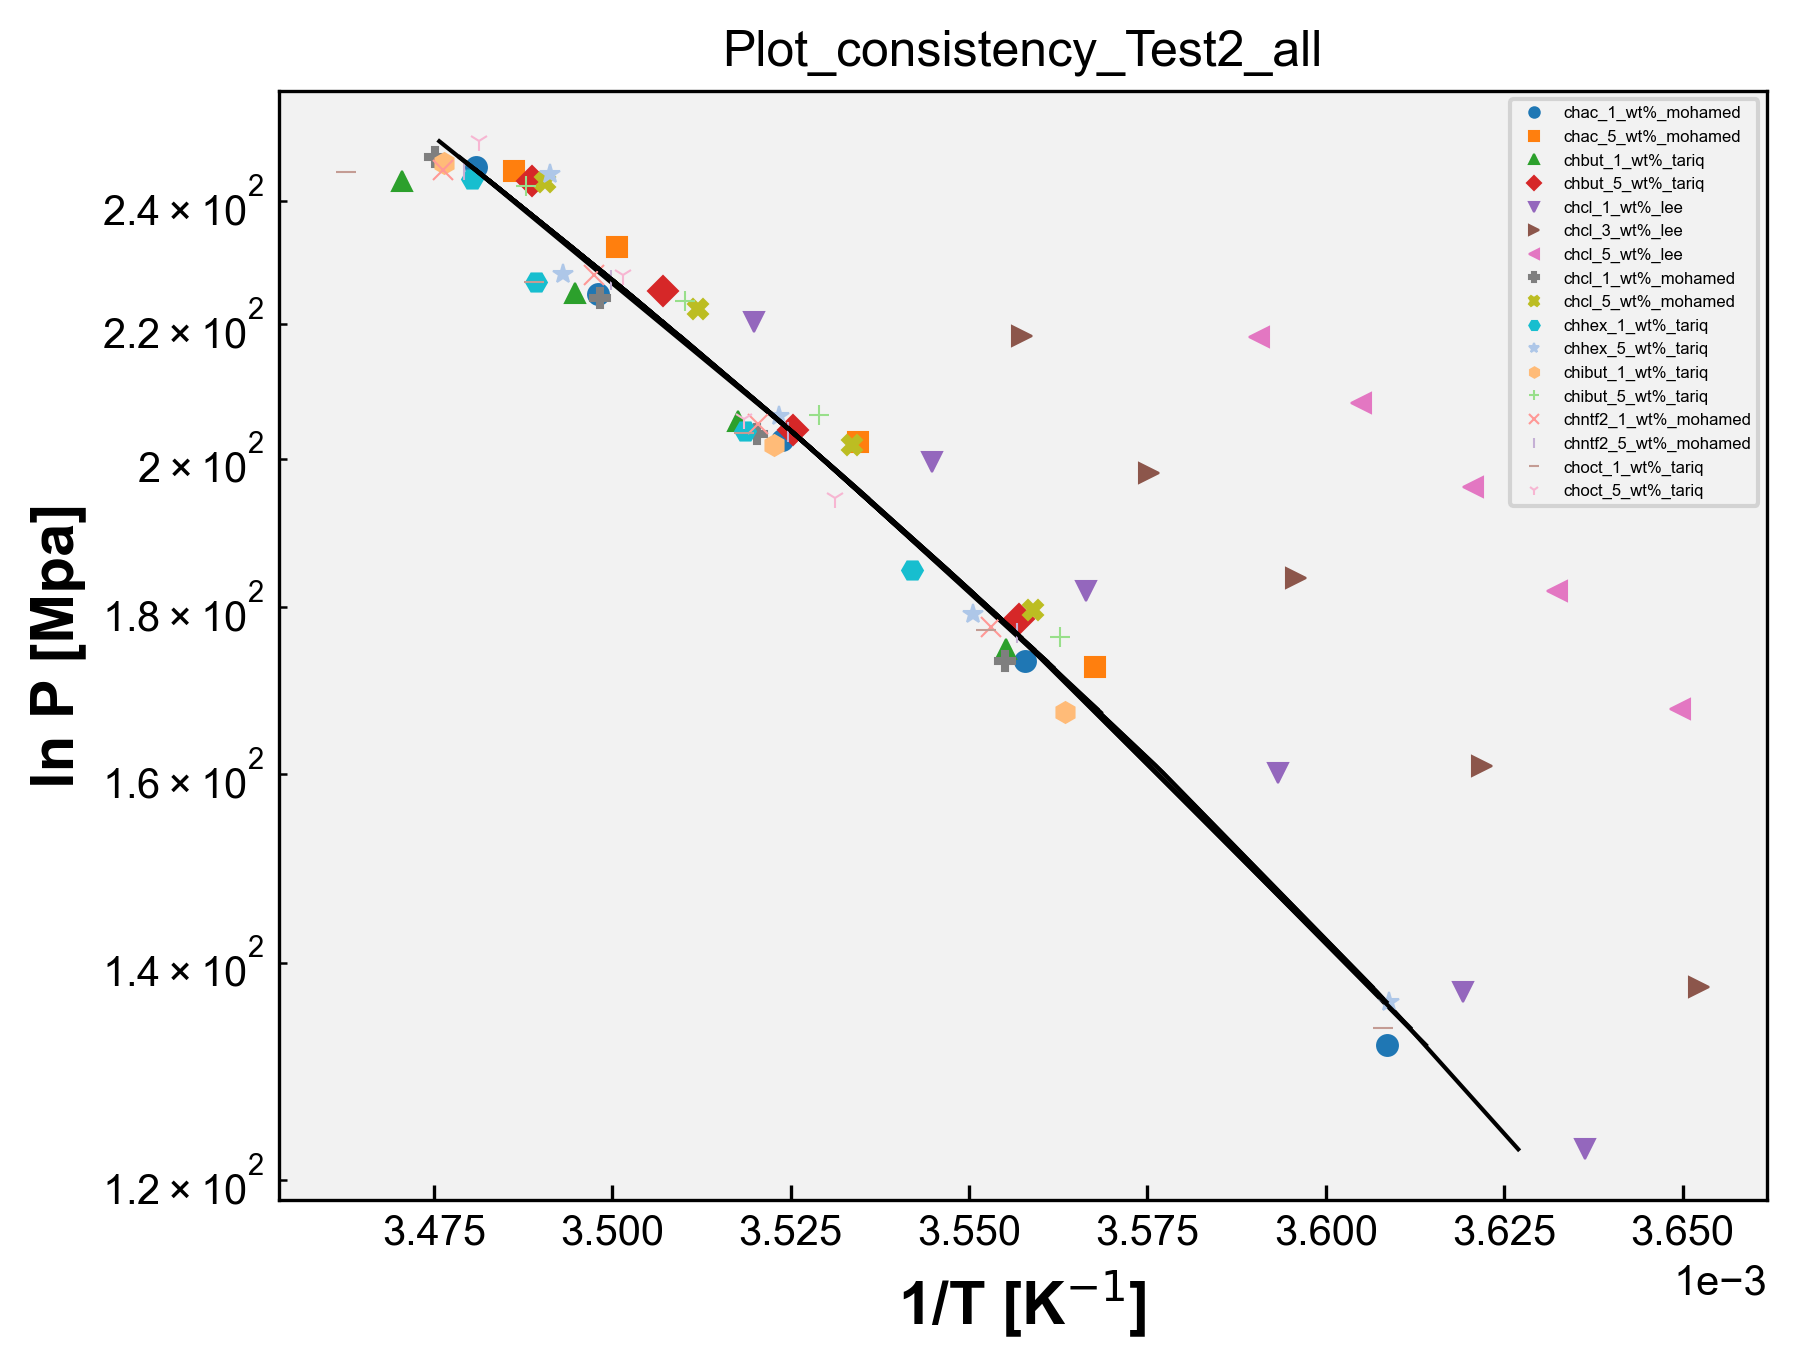 Plot_consistency_Test2_all
chac_1_wt%_mohamed
chac_5_wt%_mohamed
chbut_1_wt%_tariq
chbut_5_wt%_tariq
chcl_1_wt%_lee
chcl_3_wt%_lee
chcl_5_wt%_lee
chcl_1_wt%_mohamed
chcl_5_wt%_mohamed
chhex_1_wt%_tariq
chhex_5_wt%_tariq
chibut_1_wt%_tariq
chibut_5_wt%_tariq
chntf2_1_wt%_mohamed
chntf2_5_wt%_mohamed
choct_1_wt%_tariq
choct_5_wt%_tariq
ln P [Mpa]
2.4 × 10²
2.2 × 10²
2 × 10²
1.8 × 10²
1.6 × 10²
1.4 × 10²
1.2 × 10²
3.475 3.500 3.525 3.550 3.575 3.600 3.625 3.650
1e−3
1/T [K⁻¹]